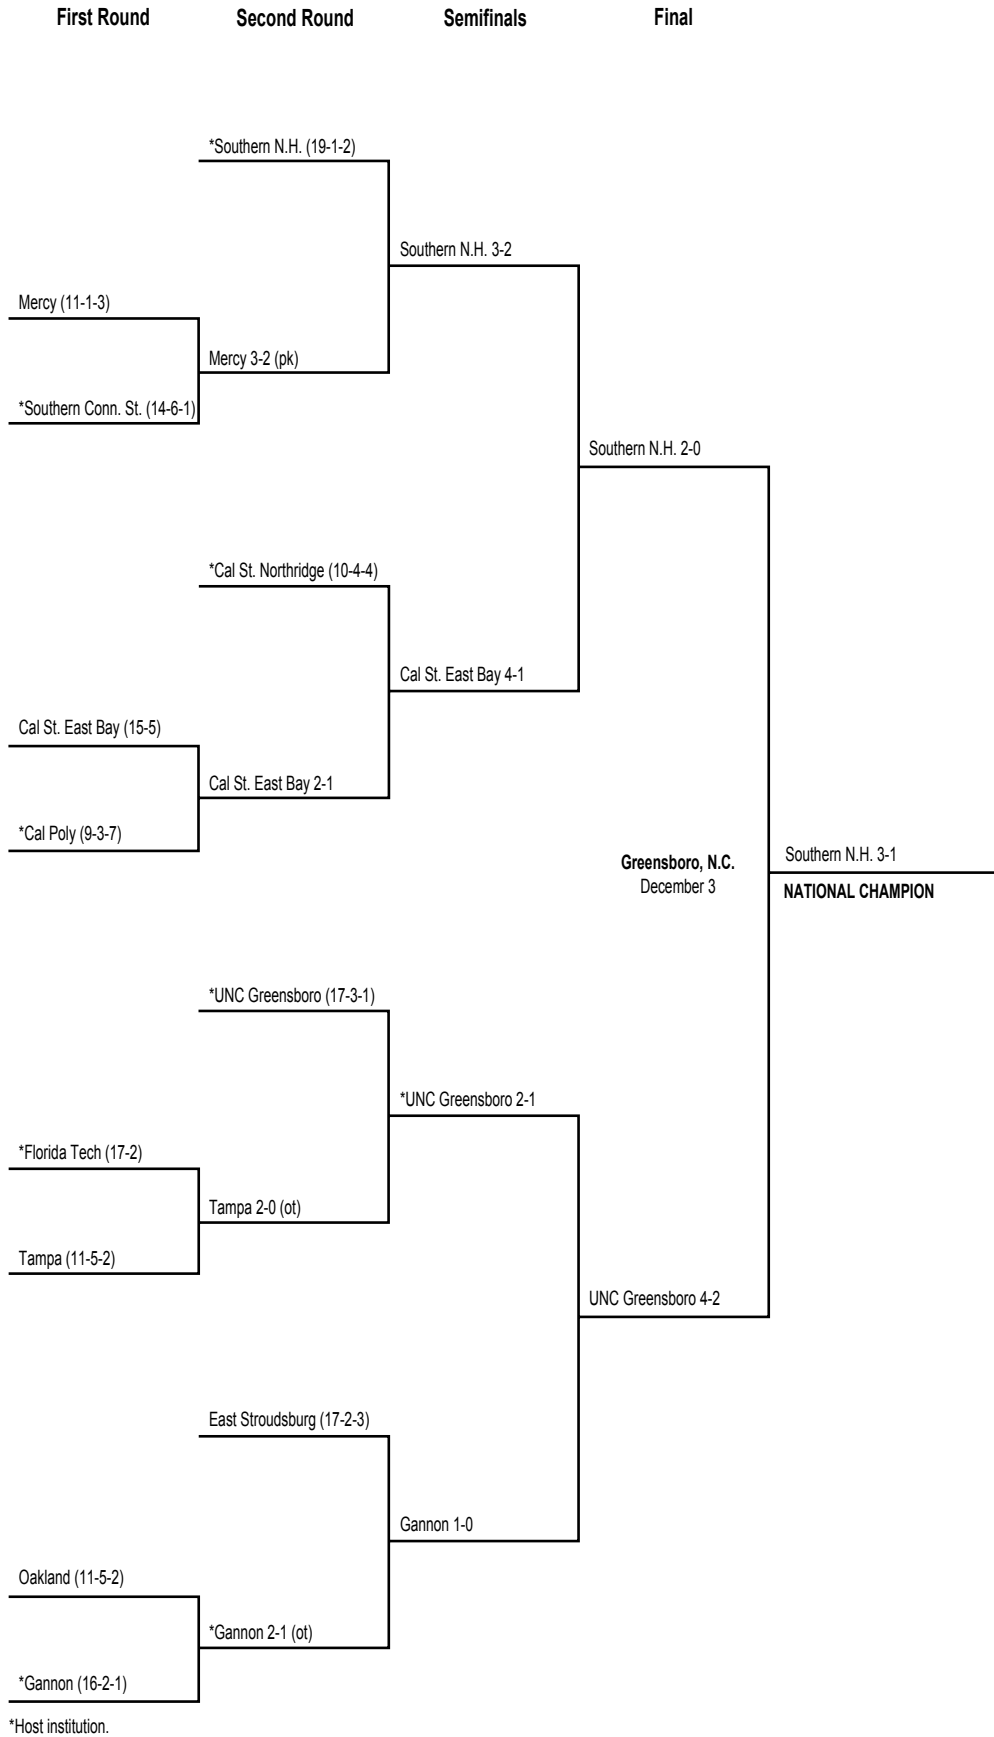 First Round
Second Round
Semifinals
Final
*Southern N.H. (19-1-2)
Southern N.H. 3-2
Mercy (11-1-3)
Mercy 3-2 (pk)
*Southern Conn. St. (14-6-1)
Southern N.H. 2-0
*Cal St. Northridge (10-4-4)
Cal St. East Bay 4-1
Cal St. East Bay (15-5)
Cal St. East Bay 2-1
*Cal Poly (9-3-7)
Greensboro, N.C.
December 3
Southern N.H. 3-1
NATIONAL CHAMPION
*UNC Greensboro (17-3-1)
*UNC Greensboro 2-1
*Florida Tech (17-2)
Tampa 2-0 (ot)
Tampa (11-5-2)
UNC Greensboro 4-2
East Stroudsburg (17-2-3)
Gannon 1-0
Oakland (11-5-2)
*Gannon 2-1 (ot)
*Gannon (16-2-1)
*Host institution.